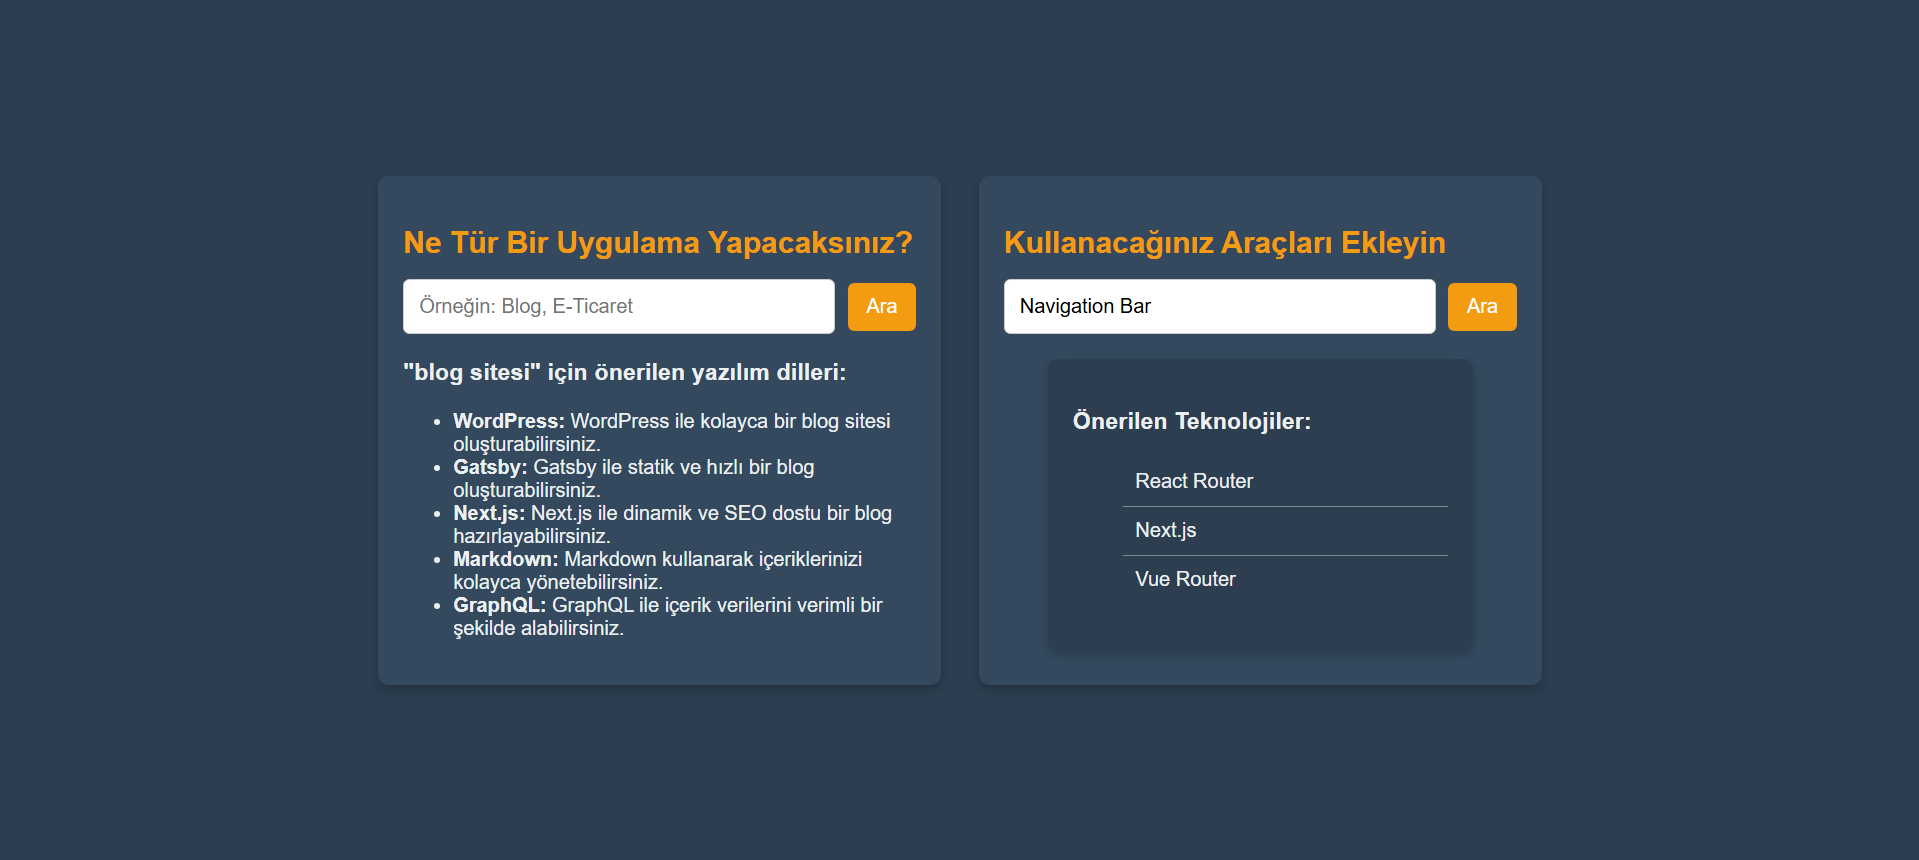 Ne Tür Bir Uygulama Yapacaksınız?
Örneğin: Blog, E-Ticaret
Ara
"blog sitesi" için önerilen yazılım dilleri:
• WordPress: WordPress ile kolayca bir blog sitesi
oluşturabilirsiniz.
• Gatsby: Gatsby ile statik ve hızlı bir blog
oluşturabilirsiniz.
• Next.js: Next.js ile dinamik ve SEO dostu bir blog
hazırlayabilirsiniz.
• Markdown: Markdown kullanarak içeriklerinizi
kolayca yönetebilirsiniz.
• GraphQL: GraphQL ile içerik verilerini verimli bir
şekilde alabilirsiniz.
Kullanacağınız Araçları Ekleyin
Navigation Bar
Ara
Önerilen Teknolojiler:
React Router
Next.js
Vue Router